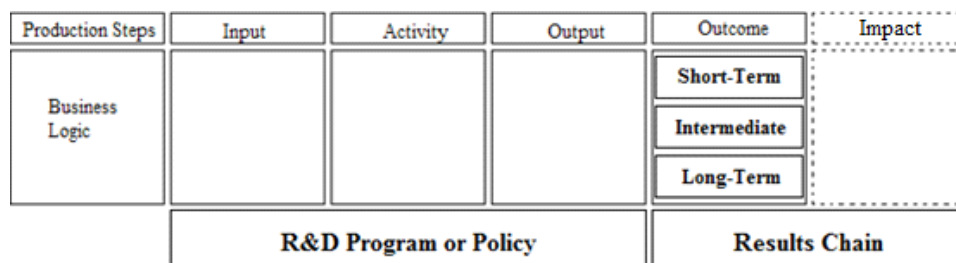 Production Steps
Input
Activity
Output
Outcome
Impact
Business
Logic
Short-Term
Intermediate
Long-Term
R&D Program or Policy
Results Chain